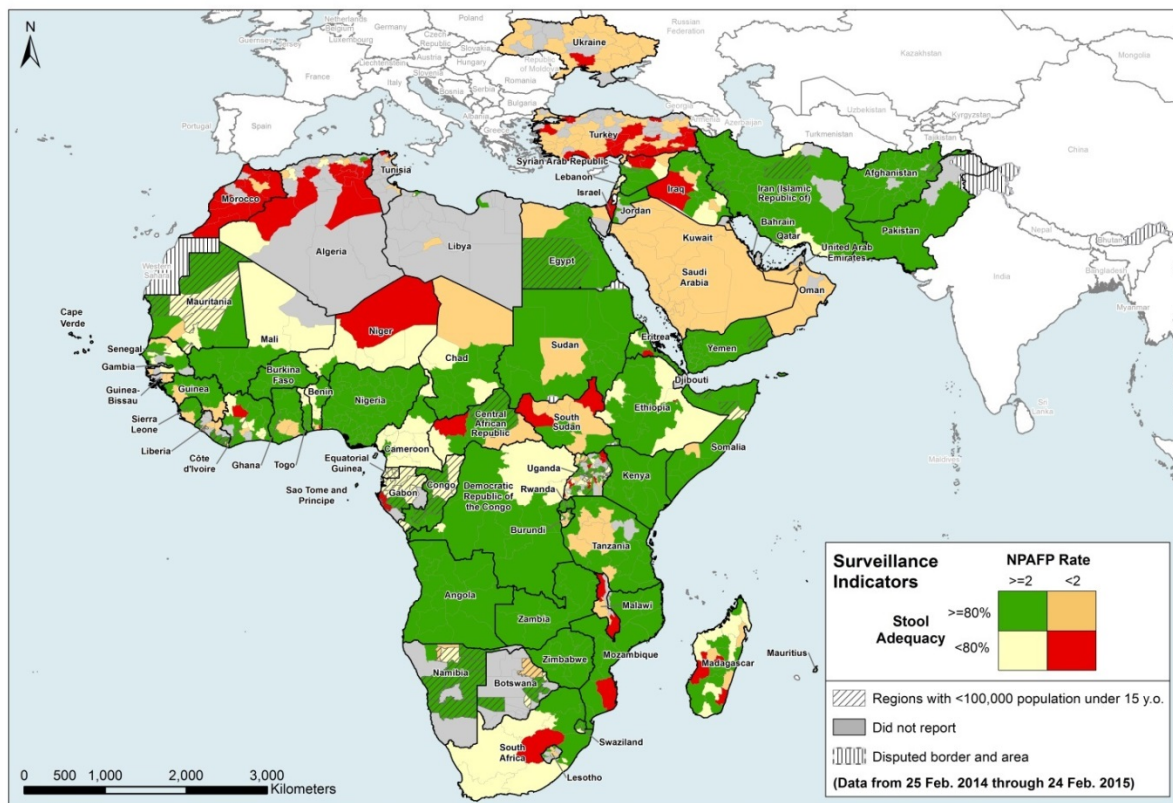 N
Netherlands
Belgium
Guernsey
Jersey
Luxembourg
Germany
Poland
Czech
Republic
Slovakia
Ukraine
Russian
Federation
Kazakhstan
Mongolia
France
Liechtenstein
Austria
Hungary
Slovenia
Republic
of Moldova
Romania
Bosnia
Serbia
Italy
Bulgaria
Albania
Greece
Portugal
Spain
Georgia
Azerbaijan
Uzbekistan
Kyrgyzstan
Turkmenistan
Tajikistan
China
Turkey
Syrian Arab Republic
Lebanon
Israel
Iraq
Jordan
Iran (Islamic
Republic of)
Afghanistan
Pakistan
Bahrain
Qatar
Kuwait
United Arab
Emirates
Saudi
Arabia
Oman
Yemen
Nepal
Bhutan
Bangladesh
India
Myanmar
Sri
Lanka
Maldives
Tunisia
Morocco
Algeria
Libya
Egypt
Western
Sahara
Mauritania
Cape
Verde
Mali
Niger
Chad
Sudan
Eritrea
Senegal
Gambia
Guinea-
Bissau
Guinea
Burkina
Faso
Benin
Nigeria
Djibouti
Ethiopia
Sierra
Leone
Liberia
Côte
d'Ivoire
Ghana
Togo
Central
African
Republic
South
Sudan
Somalia
Cameroon
Equatorial
Guinea
Sao Tome and
Principe
Gabon
Congo
Democratic
Republic of
the Congo
Uganda
Rwanda
Kenya
Burundi
Tanzania
Angola
Zambia
Malawi
Mozambique
Zimbabwe
Namibia
Botswana
Madagascar
Mauritius
South
Africa
Swaziland
Lesotho
0 500 1,000 2,000 3,000
Kilometers
Surveillance
Indicators
NPAFP Rate
>=2 <2
Stool
Adequacy
>=80%
<80%
Regions with <100,000 population under 15 y.o.
Did not report
Disputed border and area
(Data from 25 Feb. 2014 through 24 Feb. 2015)